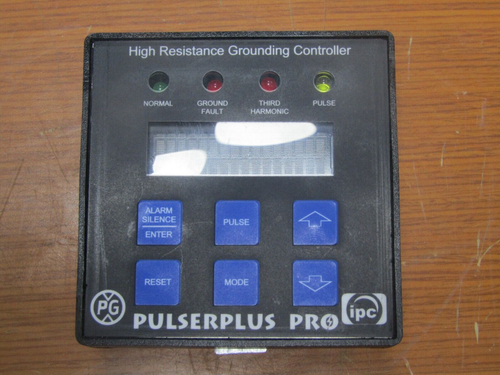 High Resistance Grounding Controller
NORMAL
GROUND
FAULT
THIRD
HARMONIC
PULSE
ALARM
SILENCE
ENTER
PULSE
RESET
MODE
PG
PULSERPLUS PRO
ipc